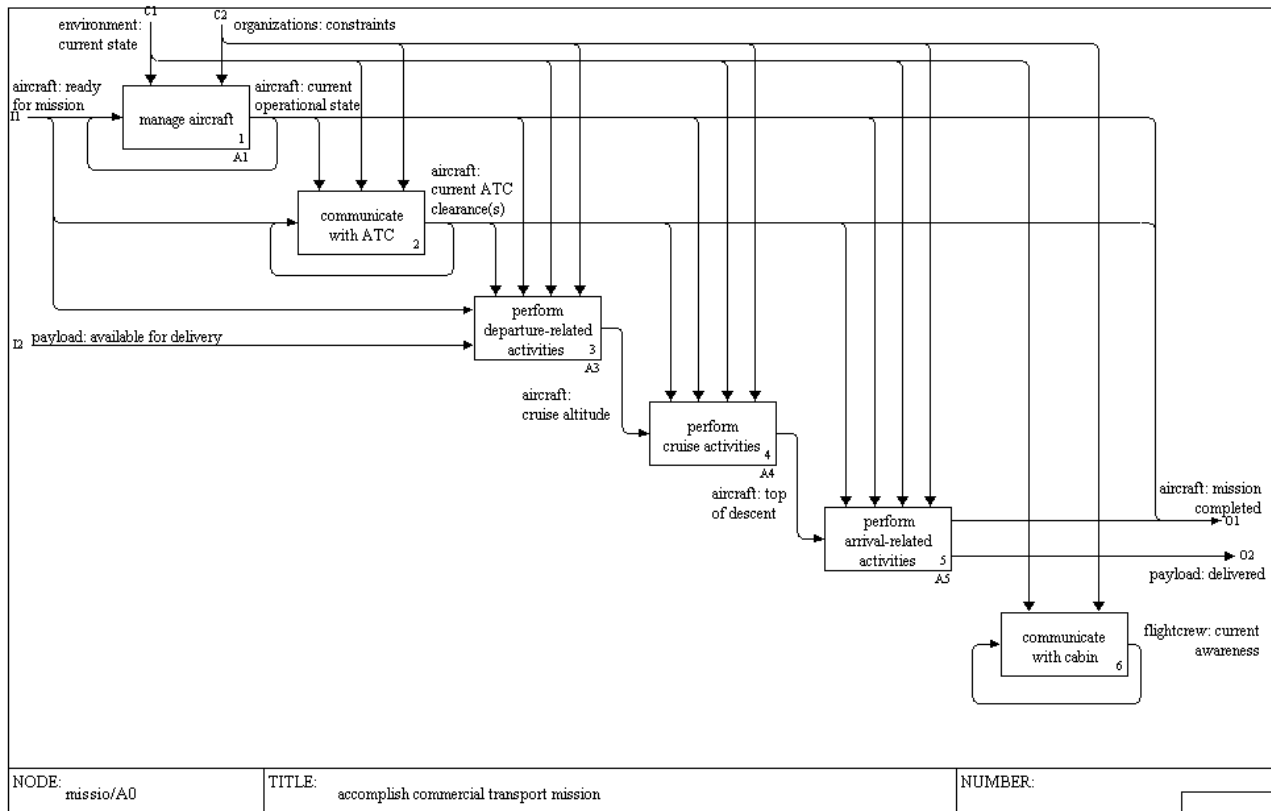 C1
C2
environment:
current state
organizations: constraints
aircraft: ready
for mission
I1
aircraft: current
operational state
manage aircraft
1
A1
aircraft:
current ATC
clearance(s)
communicate
with ATC
2
perform
departure-related
activities
3
A3
I2
payload: available for delivery
aircraft:
cruise altitude
perform
cruise activities
4
A4
aircraft: top
of descent
perform
arrival-related
activities
5
A5
aircraft: mission
completed
O1
O2
payload: delivered
communicate
with cabin
6
flightcrew: current
awareness
NODE:
missio/A0
TITLE:
accomplish commercial transport mission
NUMBER: